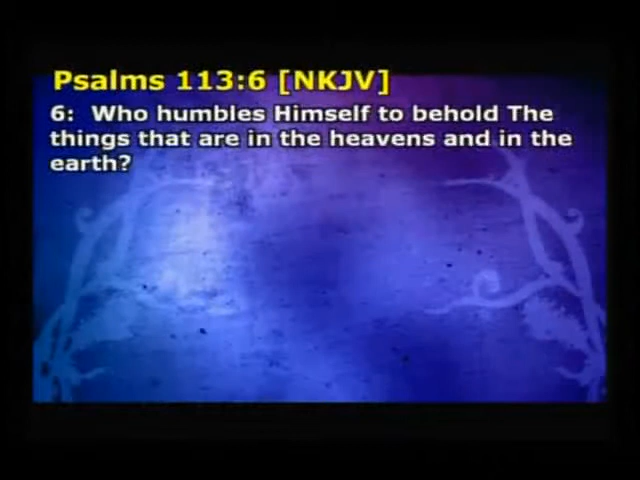 Psalms 113:6 [NKJV]
6: Who humbles Himself to behold The
things that are in the heavens and in the
earth?